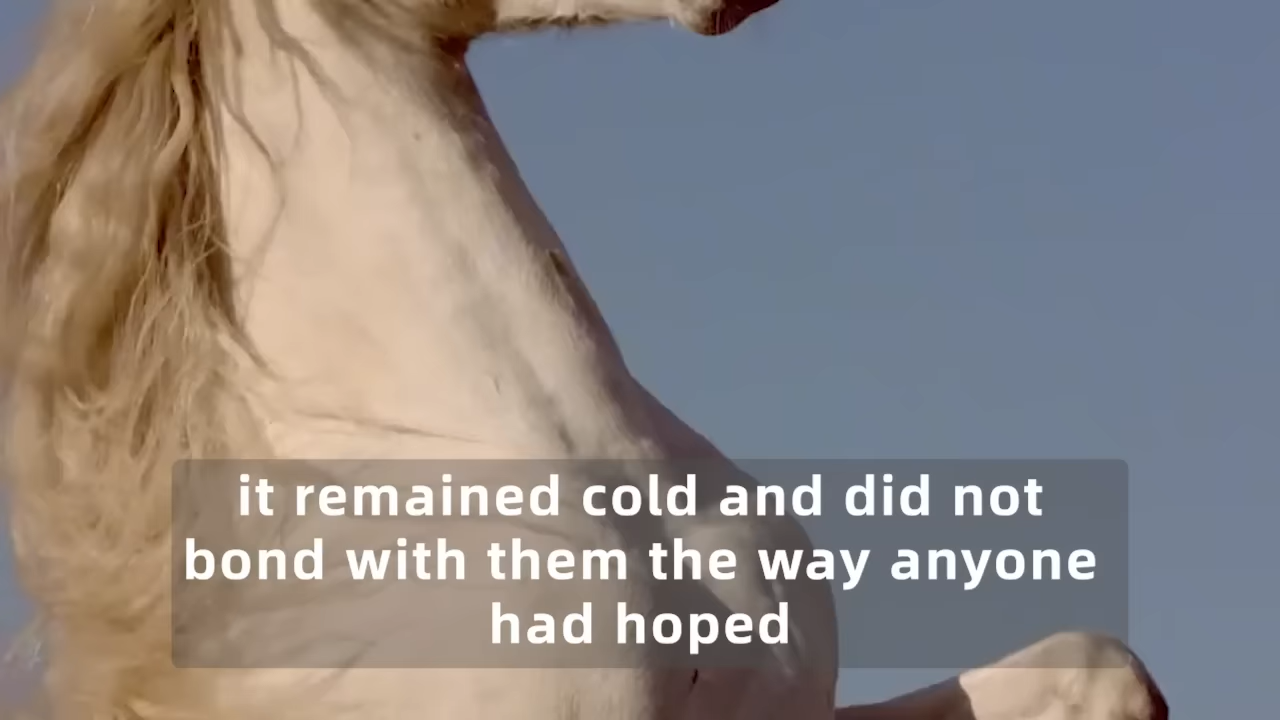 it remained cold and did not
bond with them the way anyone
had hoped